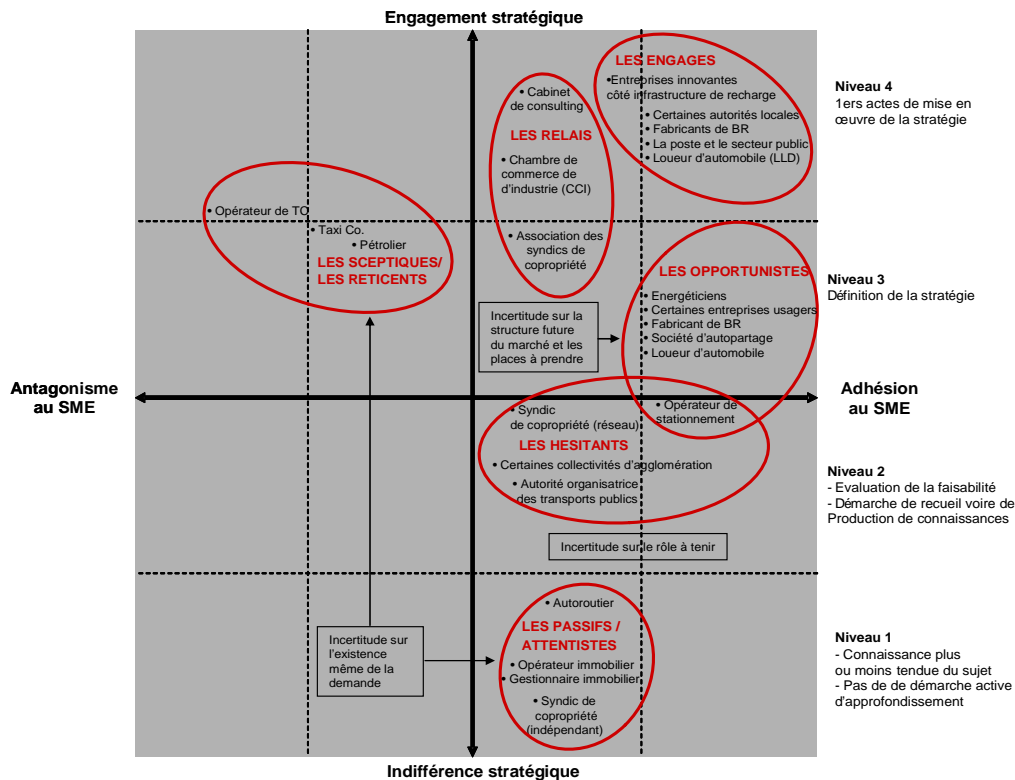 Engagement stratégique
LES ENGAGES
•Entreprises innovantes
côté infrastructure de recharge
• Certaines autorités locales
• Fabricants de BR
• La poste et le secteur public
• Loueur d'automobile (LLD)
• Cabinet
de consulting
LES RELAIS
• Chambre de
commerce et
d'industrie (CCI)
• Association des
syndics de
copropriété
Niveau 4
1ers actes de mise en
œuvre de la stratégie
• Opérateur de TC
• Taxi Co.
• Pétrolier
LES SCEPTIQUES/
LES RETICENTS
LES OPPORTUNISTES
• Energéticiens
• Certaines entreprises usagers
• Fabricant de BR
• Société d'autopartage
• Loueur d'automobile
Niveau 3
Définition de la stratégie
Incertitude sur la
structure future
du marché et les
places à prendre
Antagonisme
au SME
Adhésion
au SME
• Syndic
de copropriété (réseau)
• Opérateur de
stationnement
LES HESITANTS
• Certaines collectivités d'agglomération
• Autorité organisatrice
des transports publics
Niveau 2
- Evaluation de la faisabilité
- Démarche de recueil voire de
Production de connaissances
Incertitude sur le rôle à tenir
• Autoroutier
LES PASSIFS /
ATTENTISTES
• Opérateur immobilier
• Gestionnaire immobilier
• Syndic de
copropriété
(indépendant)
Incertitude sur
l'existence
même de la
demande
Niveau 1
- Connaissance plus
ou moins tendue du sujet
- Pas de de démarche active
d'approfondissement
Indifférence stratégique